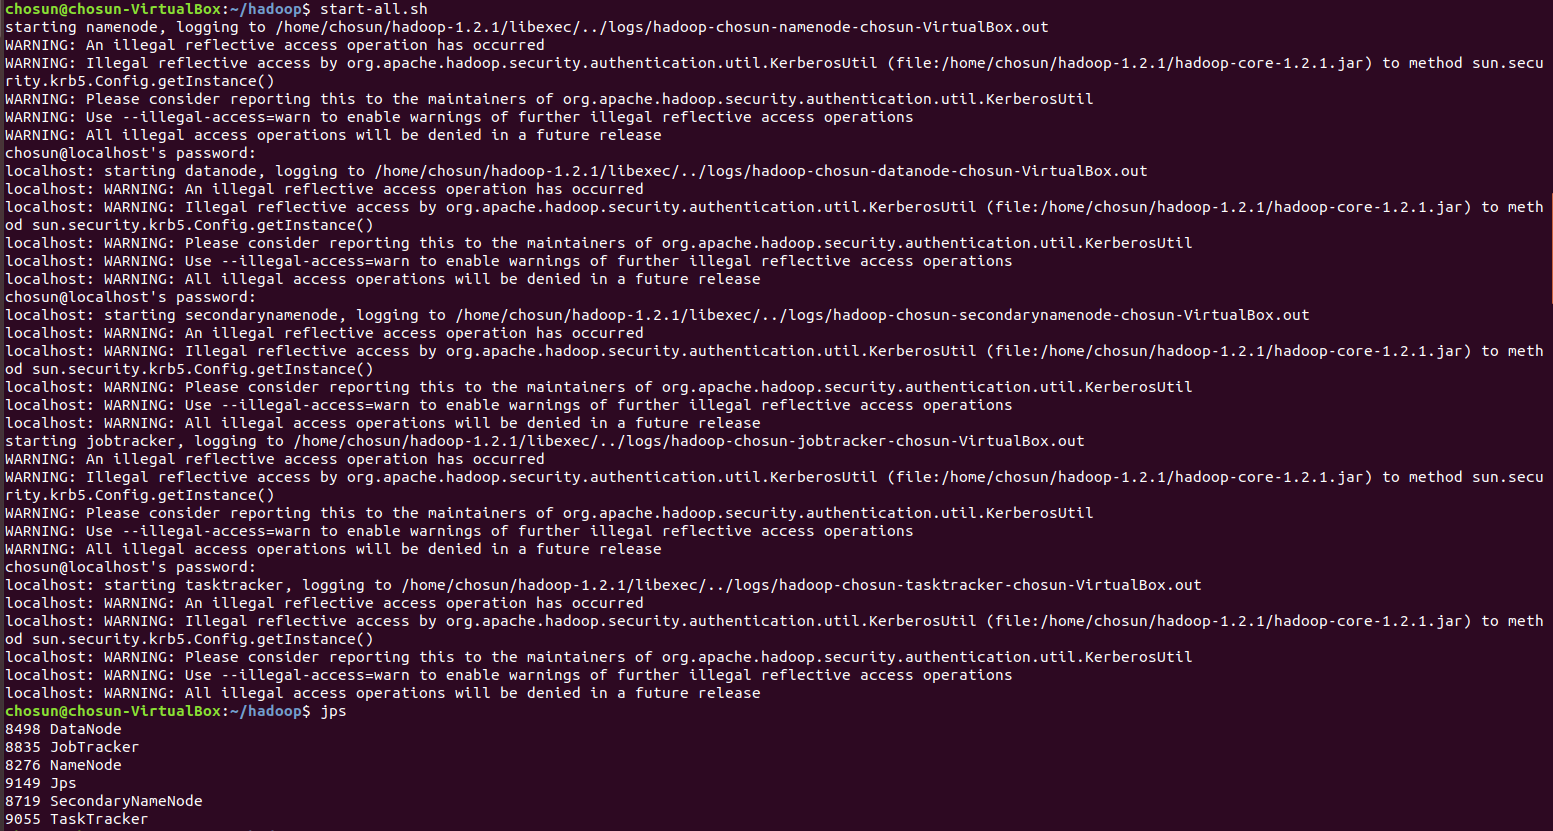 chosun@chosun-VirtualBox:~/hadoop$ start-all.sh
starting namenode, logging to /home/chosun/hadoop-1.2.1/libexec/../logs/hadoop-chosun-namenode-chosun-VirtualBox.out
WARNING: An illegal reflective access operation has occurred
WARNING: Illegal reflective access by org.apache.hadoop.security.authentication.util.KerberosUtil (file:/home/chosun/hadoop-1.2.1/hadoop-core-1.2.1.jar) to method sun.secu
rity.krb5.Config.getInstance()
WARNING: Please consider reporting this to the maintainers of org.apache.hadoop.security.authentication.util.KerberosUtil
WARNING: Use --illegal-access=warn to enable warnings of further illegal reflective access operations
WARNING: All illegal access operations will be denied in a future release
chosun@localhost's password:
localhost: starting datanode, logging to /home/chosun/hadoop-1.2.1/libexec/../logs/hadoop-chosun-datanode-chosun-VirtualBox.out
localhost: WARNING: An illegal reflective access operation has occurred
localhost: WARNING: Illegal reflective access by org.apache.hadoop.security.authentication.util.KerberosUtil (file:/home/chosun/hadoop-1.2.1/hadoop-core-1.2.1.jar) to meth
od sun.security.krb5.Config.getInstance()
localhost: WARNING: Please consider reporting this to the maintainers of org.apache.hadoop.security.authentication.util.KerberosUtil
localhost: WARNING: Use --illegal-access=warn to enable warnings of further illegal reflective access operations
localhost: WARNING: All illegal access operations will be denied in a future release
chosun@localhost's password:
localhost: starting secondarynamenode, logging to /home/chosun/hadoop-1.2.1/libexec/../logs/hadoop-chosun-secondarynamenode-chosun-VirtualBox.out
localhost: WARNING: An illegal reflective access operation has occurred
localhost: WARNING: Illegal reflective access by org.apache.hadoop.security.authentication.util.KerberosUtil (file:/home/chosun/hadoop-1.2.1/hadoop-core-1.2.1.jar) to meth
od sun.security.krb5.Config.getInstance()
localhost: WARNING: Please consider reporting this to the maintainers of org.apache.hadoop.security.authentication.util.KerberosUtil
localhost: WARNING: Use --illegal-access=warn to enable warnings of further illegal reflective access operations
localhost: WARNING: All illegal access operations will be denied in a future release
starting jobtracker, logging to /home/chosun/hadoop-1.2.1/libexec/../logs/hadoop-chosun-jobtracker-chosun-VirtualBox.out
WARNING: An illegal reflective access operation has occurred
WARNING: Illegal reflective access by org.apache.hadoop.security.authentication.util.KerberosUtil (file:/home/chosun/hadoop-1.2.1/hadoop-core-1.2.1.jar) to method sun.secu
rity.krb5.Config.getInstance()
WARNING: Please consider reporting this to the maintainers of org.apache.hadoop.security.authentication.util.KerberosUtil
WARNING: Use --illegal-access=warn to enable warnings of further illegal reflective access operations
WARNING: All illegal access operations will be denied in a future release
chosun@localhost's password:
localhost: starting tasktracker, logging to /home/chosun/hadoop-1.2.1/libexec/../logs/hadoop-chosun-tasktracker-chosun-VirtualBox.out
localhost: WARNING: An illegal reflective access operation has occurred
localhost: WARNING: Illegal reflective access by org.apache.hadoop.security.authentication.util.KerberosUtil (file:/home/chosun/hadoop-1.2.1/hadoop-core-1.2.1.jar) to meth
od sun.security.krb5.Config.getInstance()
localhost: WARNING: Please consider reporting this to the maintainers of org.apache.hadoop.security.authentication.util.KerberosUtil
localhost: WARNING: Use --illegal-access=warn to enable warnings of further illegal reflective access operations
localhost: WARNING: All illegal access operations will be denied in a future release
chosun@chosun-VirtualBox:~/hadoop$ jps
8498 DataNode
8835 JobTracker
8276 NameNode
9149 Jps
8719 SecondaryNameNode
9055 TaskTracker